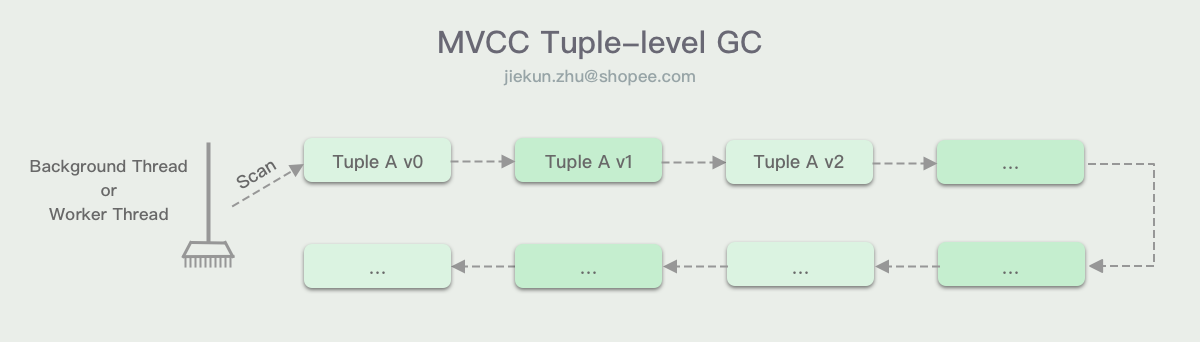 MVCC Tuple-level GC
jiekun.zhu@shopee.com
Background Thread
or
Worker Thread
Scan
Tuple A v0
Tuple A v1
Tuple A v2
...
...
...
...
...